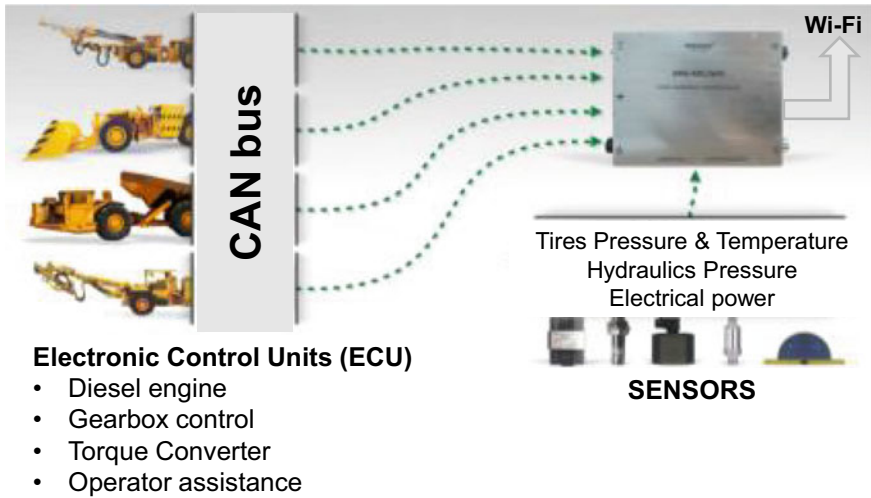 Wi-Fi
CAN bus
Tires Pressure & Temperature
Hydraulics Pressure
Electrical power
SENSORS
Electronic Control Units (ECU)
• Diesel engine
• Gearbox control
• Torque Converter
• Operator assistance